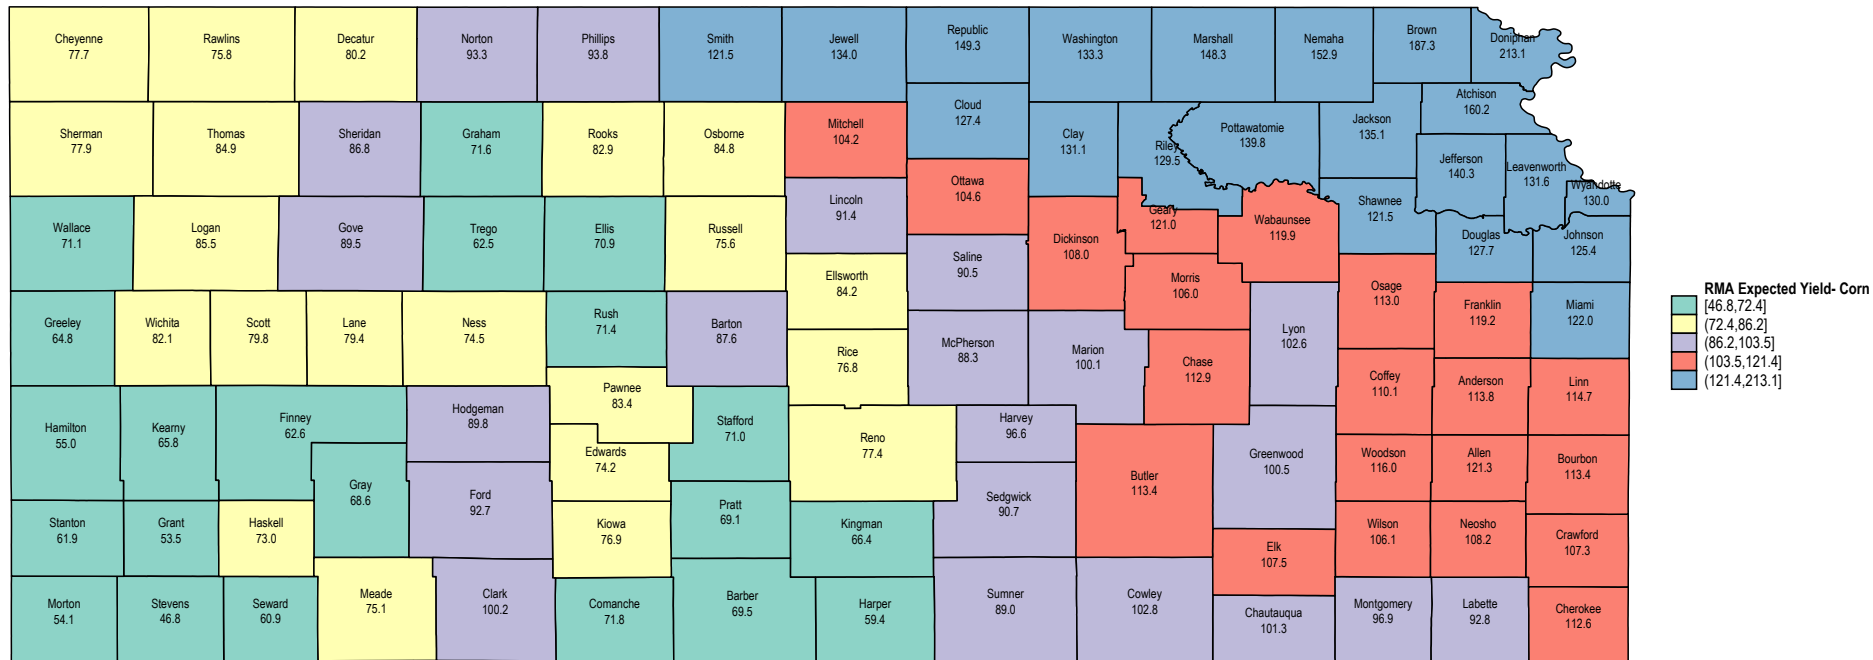 Cheyenne
77.7
Rawlins
75.8
Decatur
80.2
Norton
93.3
Phillips
93.8
Smith
121.5
Jewell
134.0
Republic
149.3
Washington
133.3
Marshall
148.3
Nemaha
152.9
Brown
187.3
Doniphan
213.1
Sherman
77.9
Thomas
84.9
Sheridan
86.8
Graham
71.6
Rooks
82.9
Osborne
84.8
Mitchell
104.2
Cloud
127.4
Clay
131.1
Riley
129.5
Pottawatomie
139.8
Jackson
135.1
Atchison
160.2
Jefferson
140.3
Leavenworth
131.6
Wyandotte
130.0
Wallace
71.1
Logan
85.5
Gove
89.5
Trego
62.5
Ellis
70.9
Russell
75.6
Lincoln
91.4
Ottawa
104.6
Saline
90.5
Dickinson
108.0
Geary
121.0
Wabaunsee
119.9
Shawnee
121.5
Douglas
127.7
Johnson
125.4
Ellsworth
84.2
Morris
106.0
Osage
113.0
Franklin
119.2
Miami
122.0
Greeley
64.8
Wichita
82.1
Scott
79.8
Lane
79.4
Ness
74.5
Rush
71.4
Barton
87.6
Rice
76.8
McPherson
88.3
Marion
100.1
Chase
112.9
Lyon
102.6
Coffey
110.1
Anderson
113.8
Linn
114.7
Hamilton
55.0
Kearny
65.8
Finney
62.6
Hodgeman
89.8
Pawnee
83.4
Stafford
71.0
Reno
77.4
Harvey
96.6
Gray
68.6
Ford
92.7
Edwards
74.2
Pratt
69.1
Sedgwick
90.7
Butler
113.4
Greenwood
100.5
Woodson
116.0
Allen
121.3
Bourbon
113.4
Stanton
61.9
Grant
53.5
Haskell
73.0
Kiowa
76.9
Kingman
66.4
Elk
107.5
Wilson
106.1
Neosho
108.2
Crawford
107.3
Morton
54.1
Stevens
46.8
Seward
60.9
Meade
75.1
Clark
100.2
Comanche
71.8
Barber
69.5
Harper
59.4
Sumner
89.0
Cowley
102.8
Chautauqua
101.3
Montgomery
96.9
Labette
92.8
Cherokee
112.6
RMA Expected Yield- Corn
[46.8,72.4]
(72.4,86.2]
(86.2,103.5]
(103.5,121.4]
(121.4,213.1]